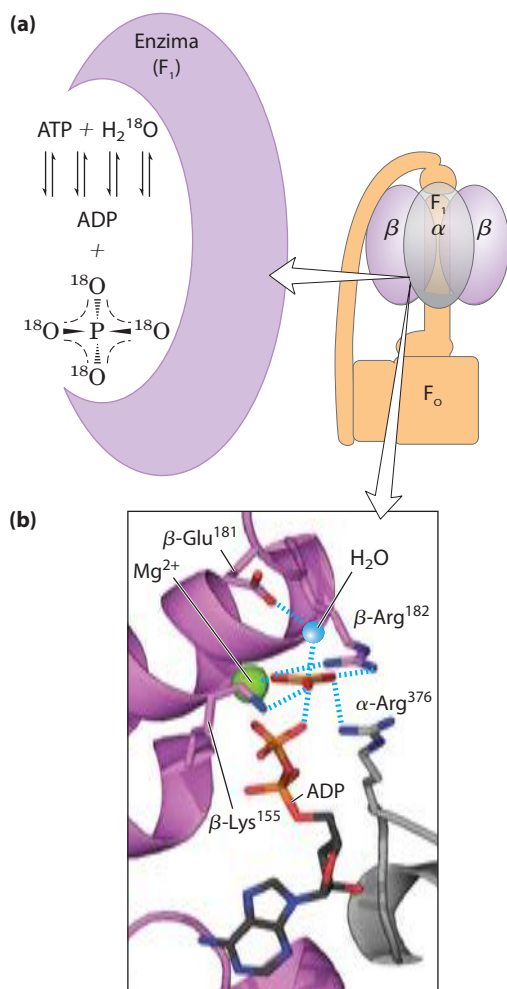 (a)
Enzima
(F₁)
ATP + H₂¹⁸O
ADP
+
¹⁸O
¹⁸O P ¹⁸O
¹⁸O
F₁
β α β
Fₒ
(b)
β-Glu¹⁸¹
Mg²⁺
H₂O
β-Arg¹⁸²
α-Arg³⁷⁶
ADP
β-Lys¹⁵⁵